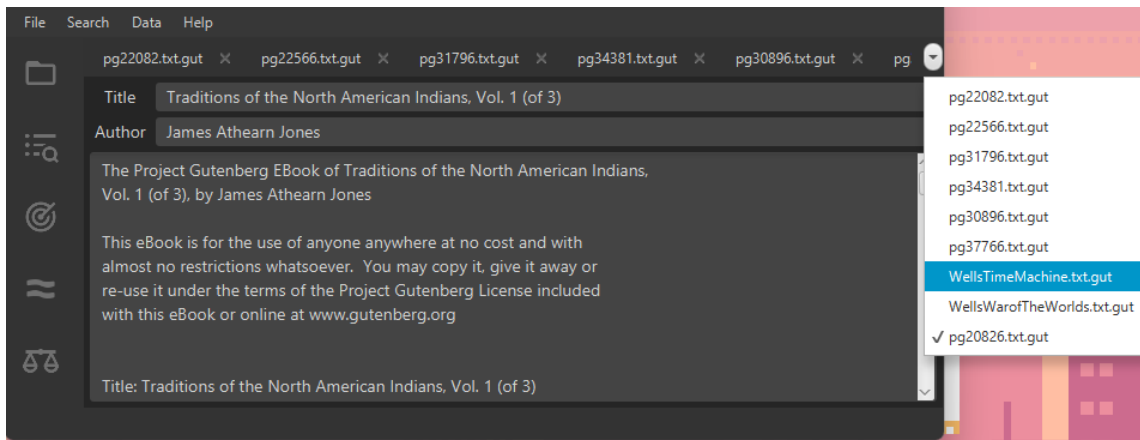 File Search Data Help
pg22082.txt.gut × pg22566.txt.gut × pg31796.txt.gut × pg34381.txt.gut × pg30896.txt.gut × pg.
Title Traditions of the North American Indians, Vol. 1 (of 3)
Author James Athearn Jones
The Project Gutenberg EBook of Traditions of the North American Indians,
Vol. 1 (of 3), by James Athearn Jones
This eBook is for the use of anyone anywhere at no cost and with
almost no restrictions whatsoever.  You may copy it, give it away or
re-use it under the terms of the Project Gutenberg License included
with this eBook or online at www.gutenberg.org
Title: Traditions of the North American Indians, Vol. 1 (of 3)
pg22082.txt.gut
pg22566.txt.gut
pg31796.txt.gut
pg34381.txt.gut
pg30896.txt.gut
pg37766.txt.gut
WellsTimeMachine.txt.gut
WellsWarofTheWorlds.txt.gut
✓ pg20826.txt.gut